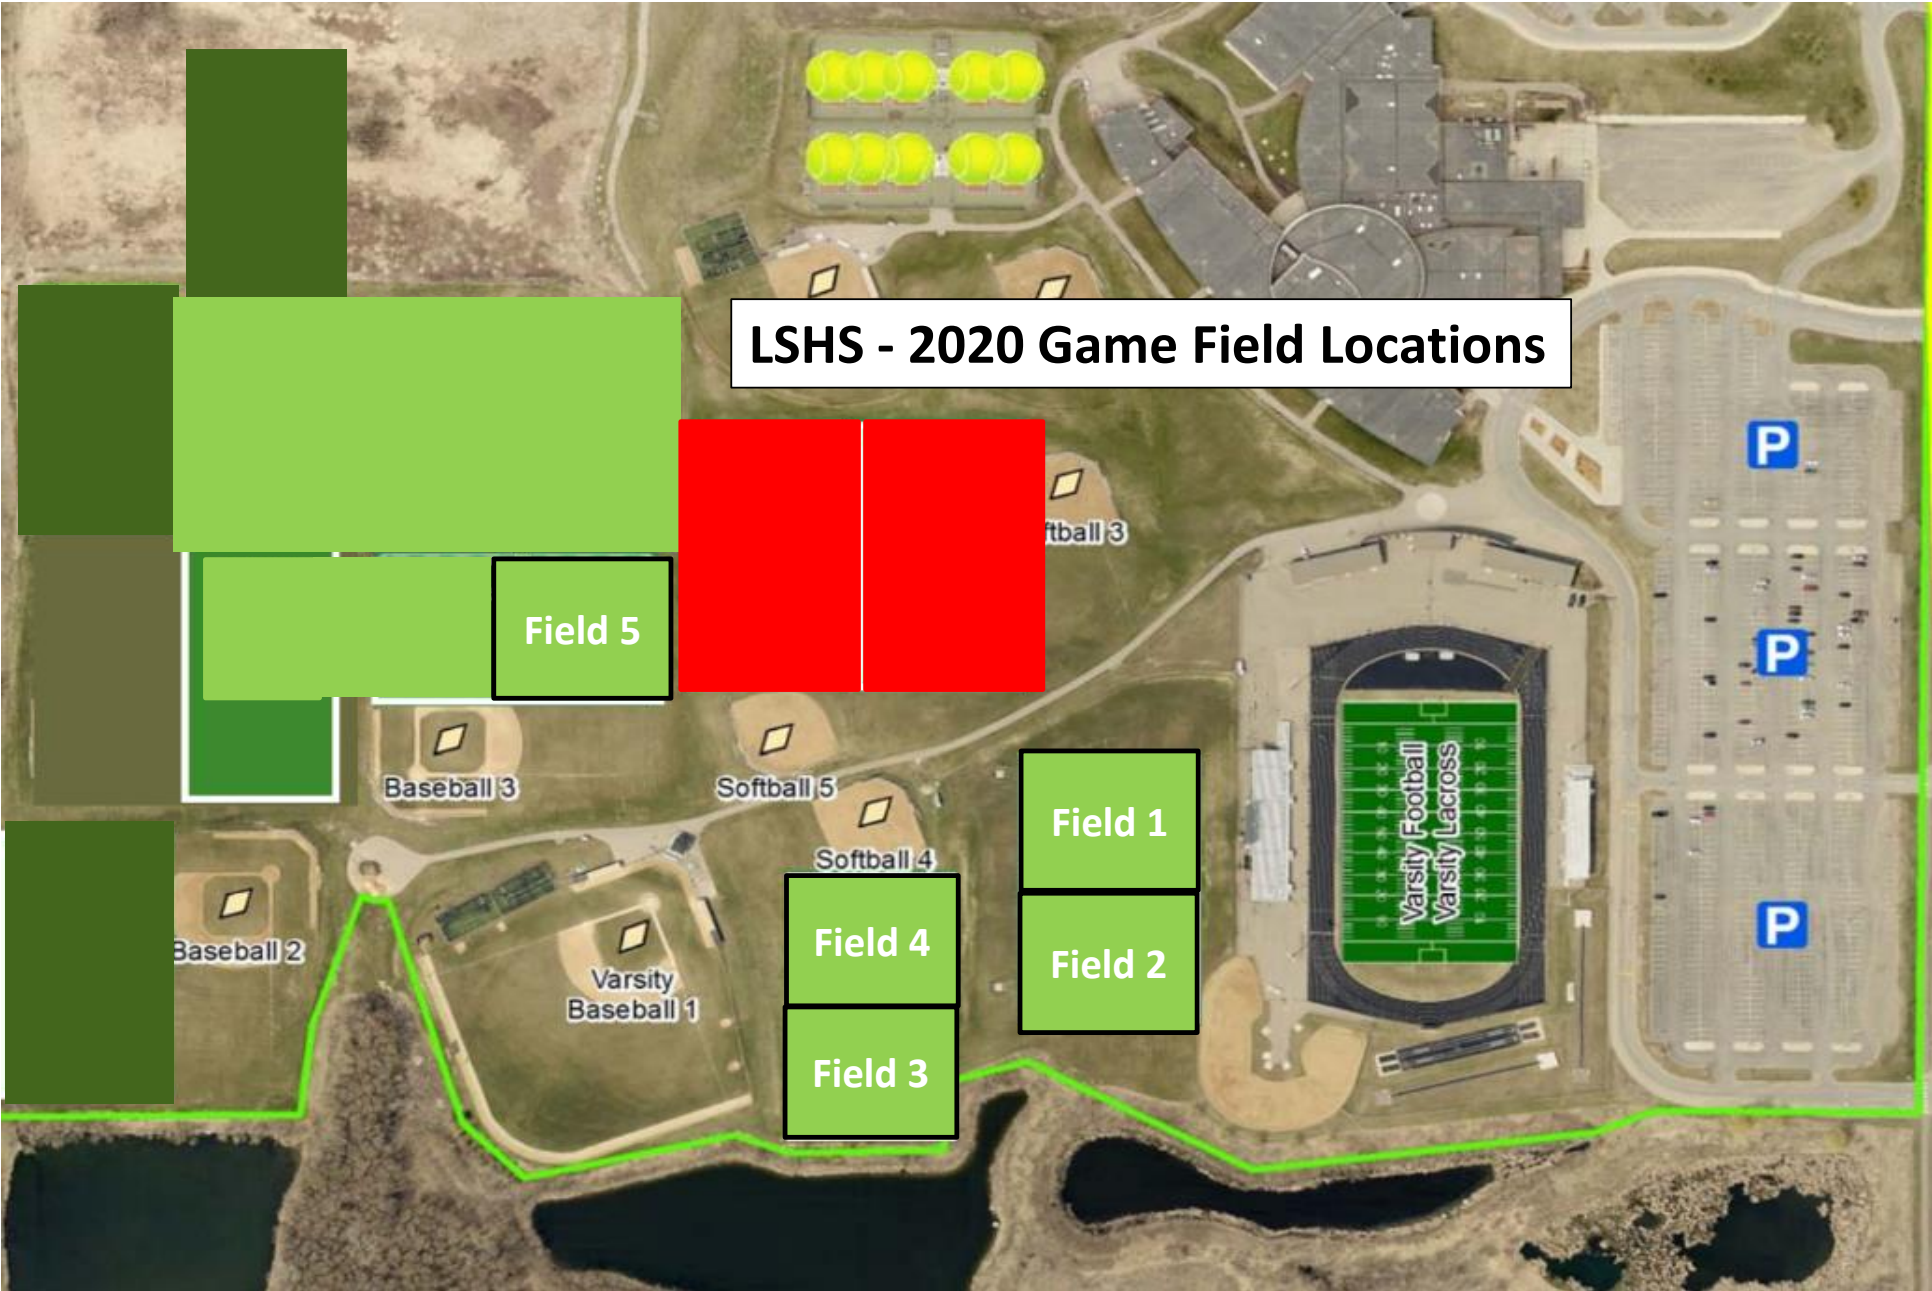 LSHS - 2020 Game Field Locations
P
ftball 3
Field 5
P
Varsity Football
Varsity Lacross
Baseball 3
Softball 5
Field 1
Softball 4
Field 4
Field 2
P
Baseball 2
Varsity
Baseball 1
Field 3